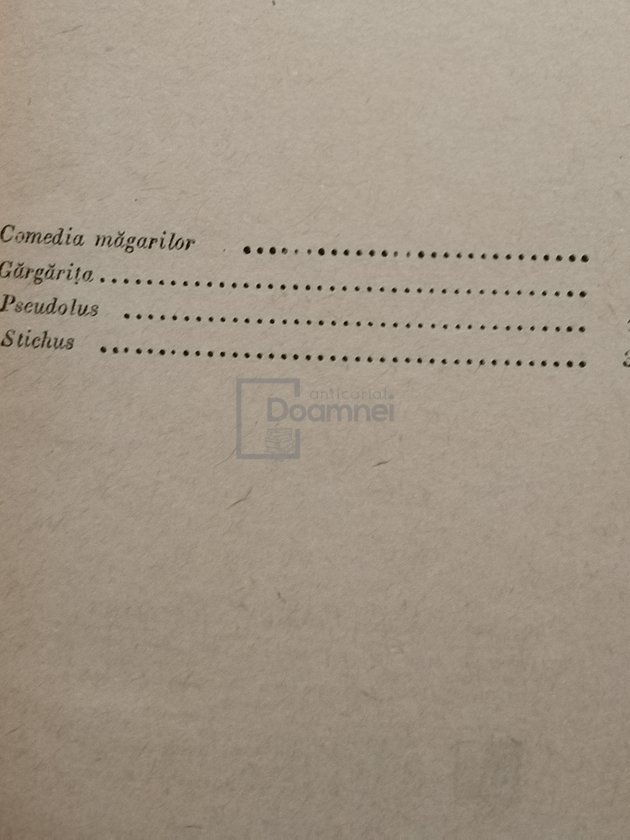 Comedia măgarilor
Gărgărița
Pseudolus
Stichus
anticariat
Doamnei